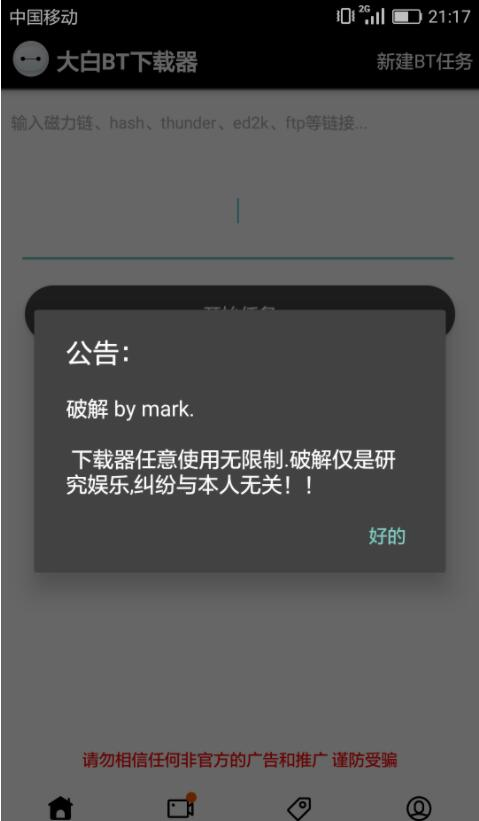 中国移动 2G 21:17
大白BT下载器 新建BT任务
输入磁力链、hash、thunder、ed2k、ftp等链接...
公告：
破解 by mark.
下载器任意使用无限制.破解仅是研
究娱乐,纠纷与本人无关！！
好的
请勿相信任何非官方的广告和推广 谨防受骗